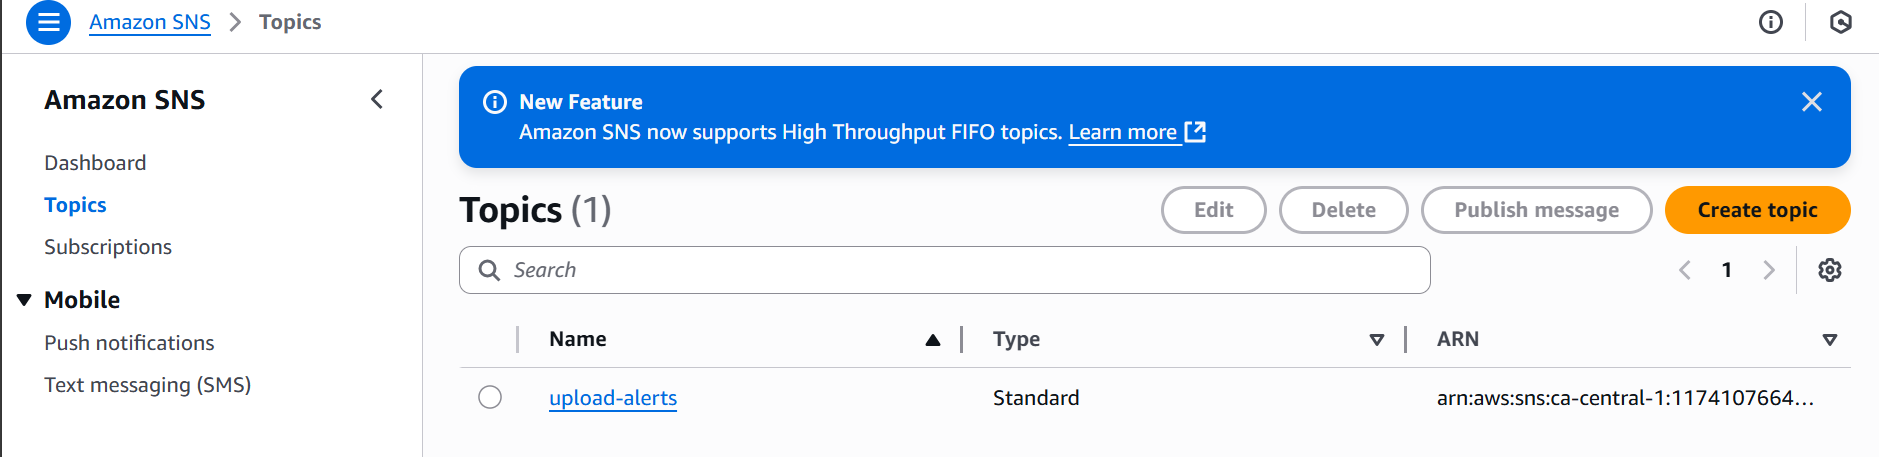 Amazon SNS > Topics
Amazon SNS
Dashboard
Topics
Subscriptions
Mobile
Push notifications
Text messaging (SMS)
New Feature
Amazon SNS now supports High Throughput FIFO topics. Learn more
Topics (1)
Edit
Delete
Publish message
Create topic
Search
1
Name Type ARN
upload-alerts Standard arn:aws:sns:ca-central-1:1174107664...